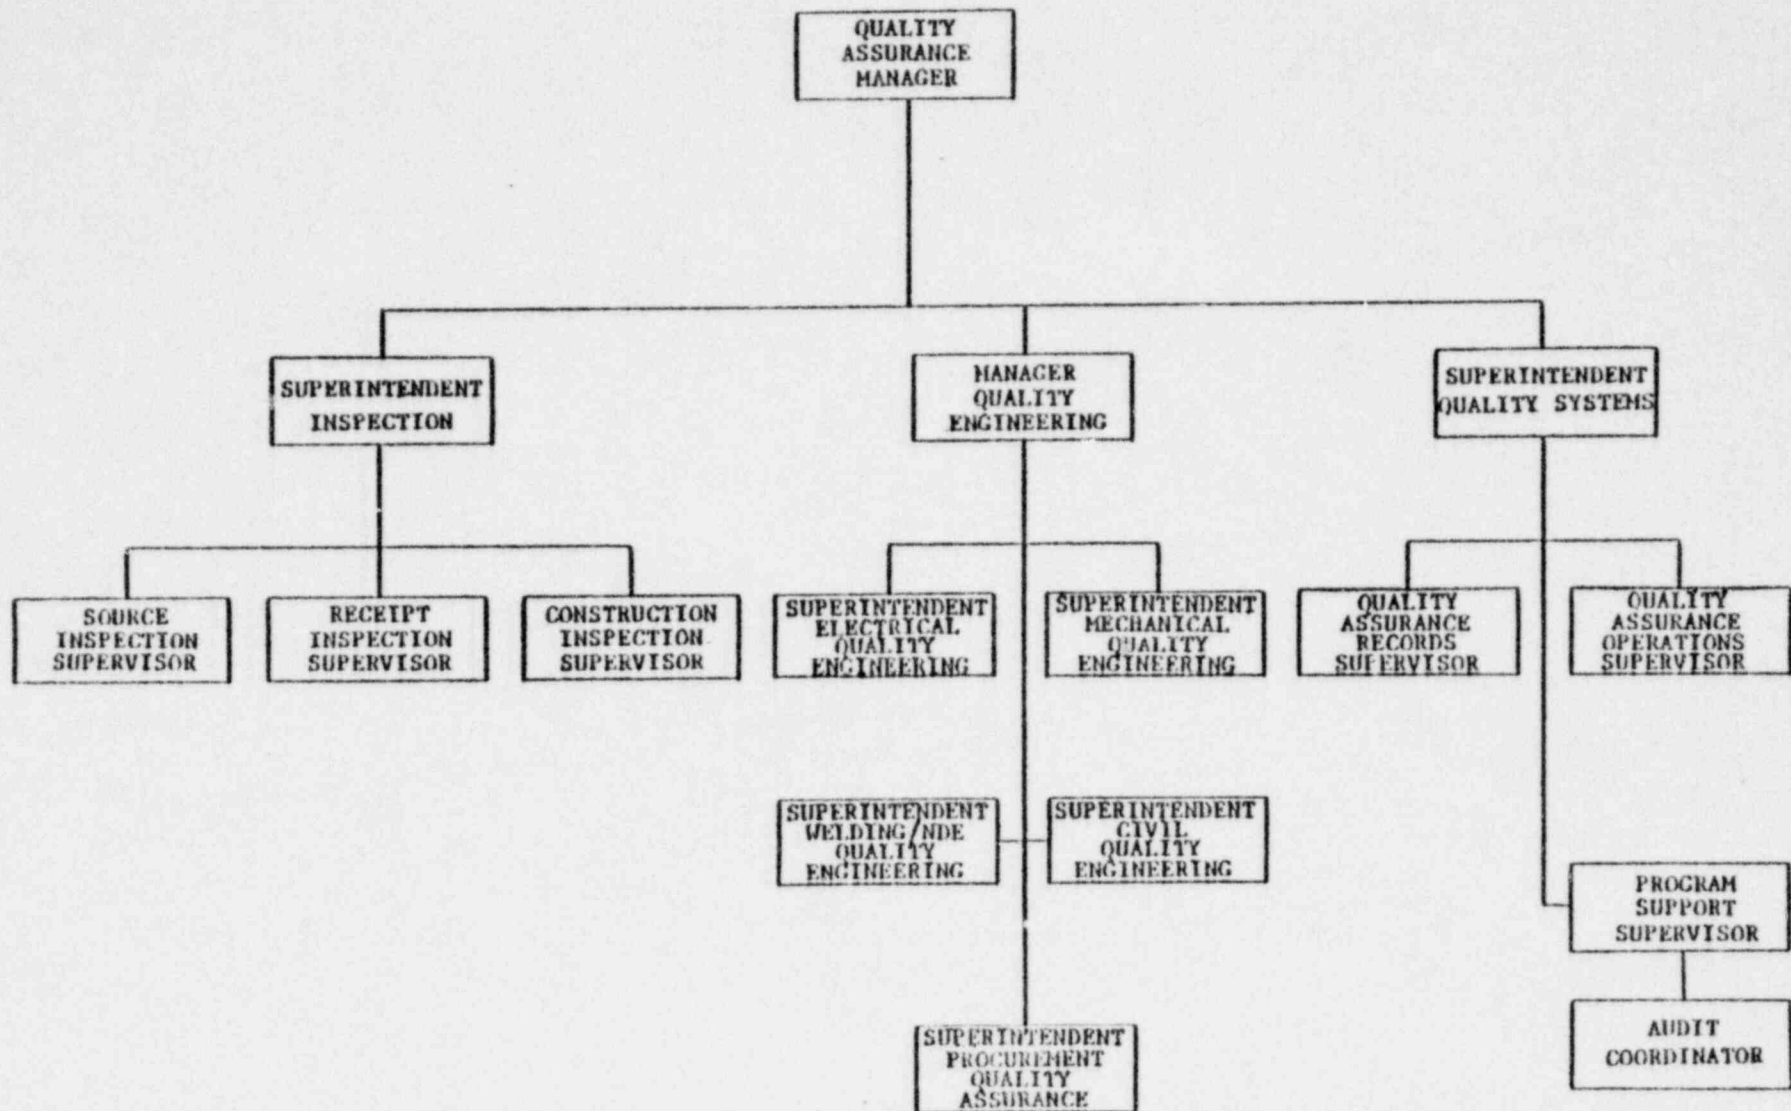 QUALITY
ASSURANCE
MANAGER
SUPERINTENDENT
INSPECTION
MANAGER
QUALITY
ENGINEERING
SUPERINTENDENT
QUALITY SYSTEMS
SOURCE
INSPECTION
SUPERVISOR
RECEIPT
INSPECTION
SUPERVISOR
CONSTRUCTION
INSPECTION
SUPERVISOR
SUPERINTENDENT
ELECTRICAL
QUALITY
ENGINEERING
SUPERINTENDENT
MECHANICAL
QUALITY
ENGINEERING
QUALITY
ASSURANCE
RECORDS
SUPERVISOR
QUALITY
ASSURANCE
OPERATIONS
SUPERVISOR
SUPERINTENDENT
WELDING/NDE
QUALITY
ENGINEERING
SUPERINTENDENT
CIVIL
QUALITY
ENGINEERING
PROGRAM
SUPPORT
SUPERVISOR
SUPERINTENDENT
PROCUREMENT
QUALITY
ASSURANCE
AUDIT
COORDINATOR